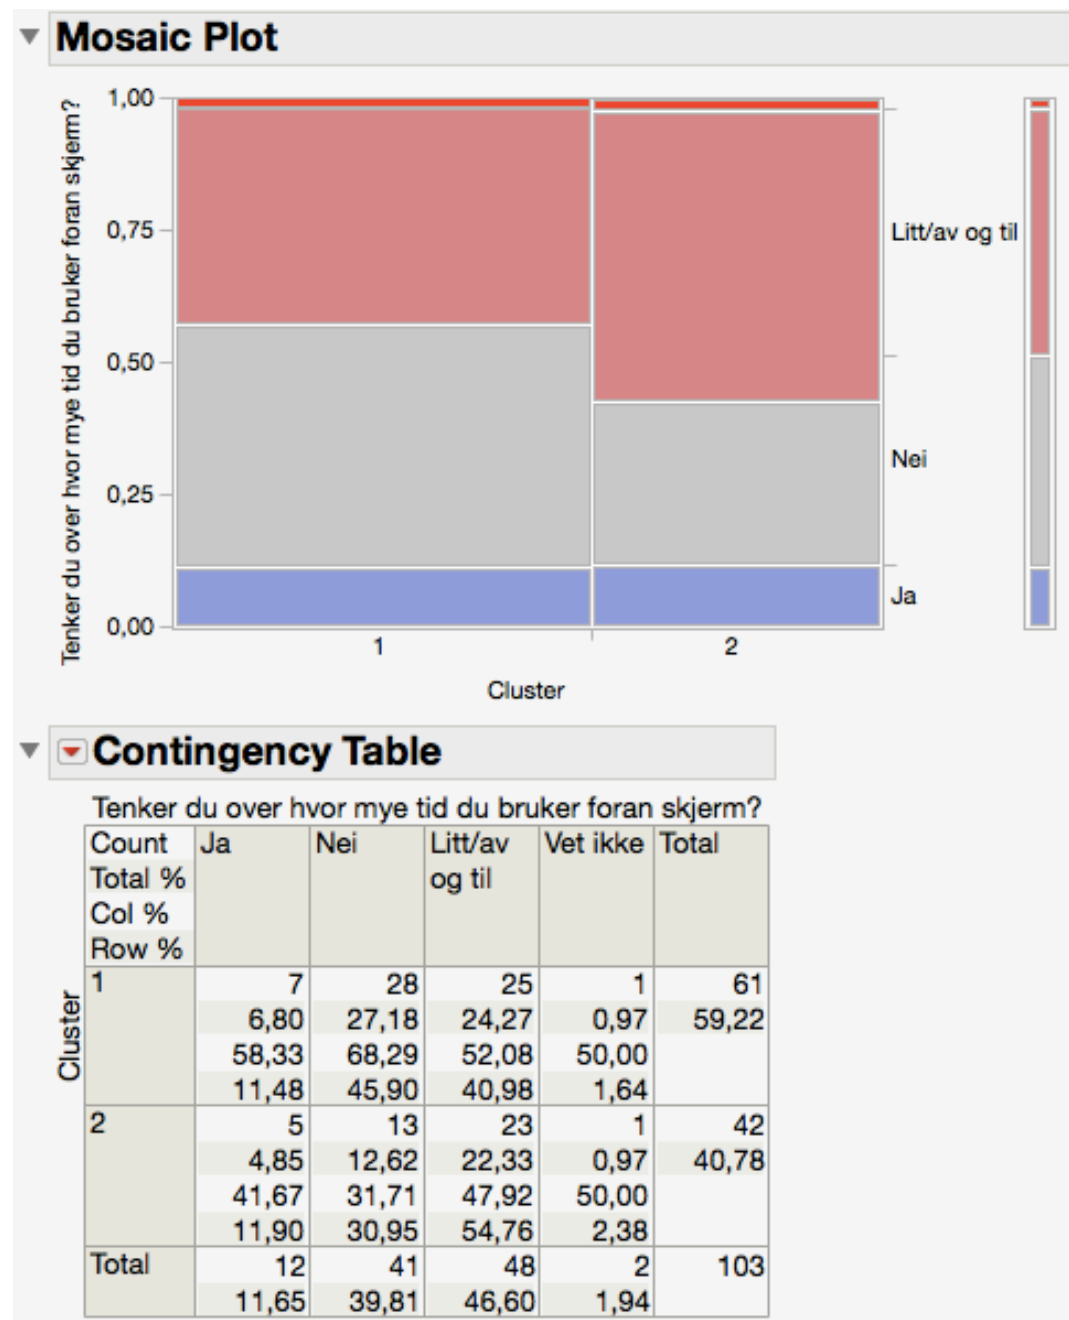 Mosaic Plot
Tenker du over hvor mye tid du bruker foran skjerm?
1,00
0,75
0,50
0,25
0,00
Litt/av og til
Nei
Ja
1 2
Cluster
Contingency Table
Tenker du over hvor mye tid du bruker foran skjerm?
Count Ja Nei Litt/av Vet ikke Total
Total % og til
Col %
Row %
Cluster
1 7 28 25 1 61
6,80 27,18 24,27 0,97 59,22
58,33 68,29 52,08 50,00
11,48 45,90 40,98 1,64
2 5 13 23 1 42
4,85 12,62 22,33 0,97 40,78
41,67 31,71 47,92 50,00
11,90 30,95 54,76 2,38
Total 12 41 48 2 103
11,65 39,81 46,60 1,94